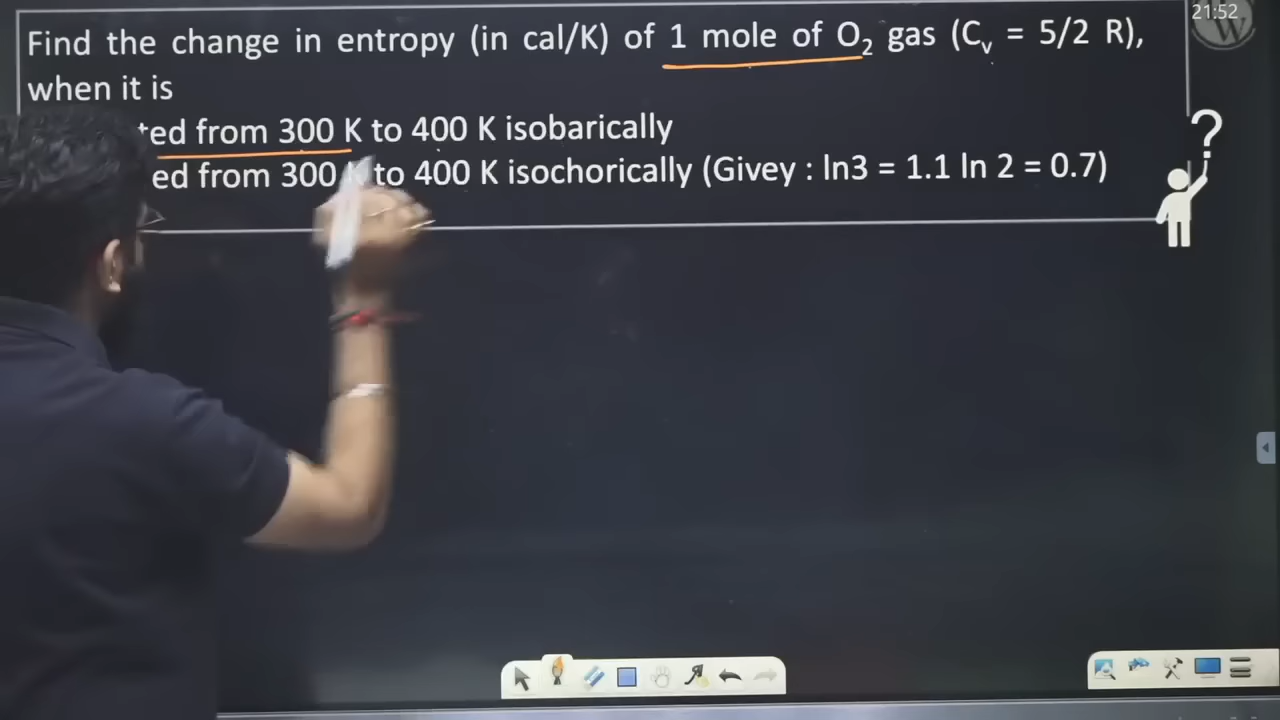 21:52
Find the change in entropy (in cal/K) of 1 mole of O₂ gas (Cᵥ = 5/2 R),
when it is
ted from 300 K to 400 K isobarically
ed from 300 K to 400 K isochorically (Givey : ln3 = 1.1 ln 2 = 0.7)
?
W